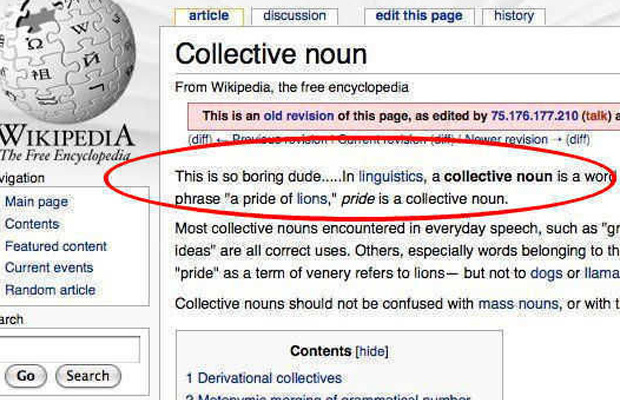 article discussion edit this page history
Collective noun
From Wikipedia, the free encyclopedia
This is an old revision of this page, as edited by 75.176.177.210 (talk) a
(diff) ← Previous revision | Current revision (diff) | Newer revision → (diff)
WIKIPEDIA
The Free Encyclopedia
vigation
Main page
Contents
Featured content
Current events
Random article
arch
Go Search
This is so boring dude.....In linguistics, a collective noun is a word
phrase "a pride of lions," pride is a collective noun.
Most collective nouns encountered in everyday speech, such as "gr
ideas" are all correct uses. Others, especially words belonging to th
"pride" as a term of venery refers to lions— but not to dogs or llama
Collective nouns should not be confused with mass nouns, or with t
Contents [hide]
1 Derivational collectives
2 Metonymic merging of grammatical number